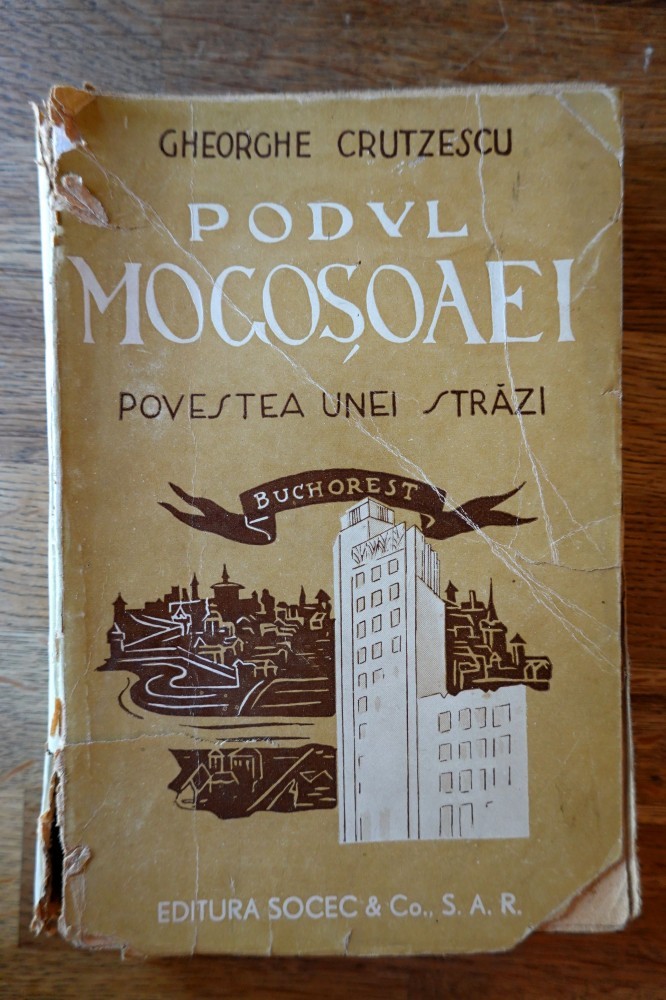 GHEORGHE CRUTZESCU
PODVL
MOGOȘOAEI
POVESTEA UNEI STRĂZI
BUCHOREST
EDITURA SOCEC & Co., S. A. R.